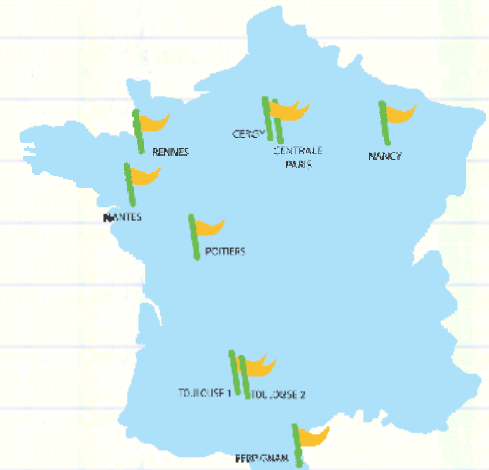 CERGY
CENTRALE
PARIS
RENNES
NANCY
NANTES
POITIERS
TOULOUSE 1
TOULOUSE 2
PERPIGNAN